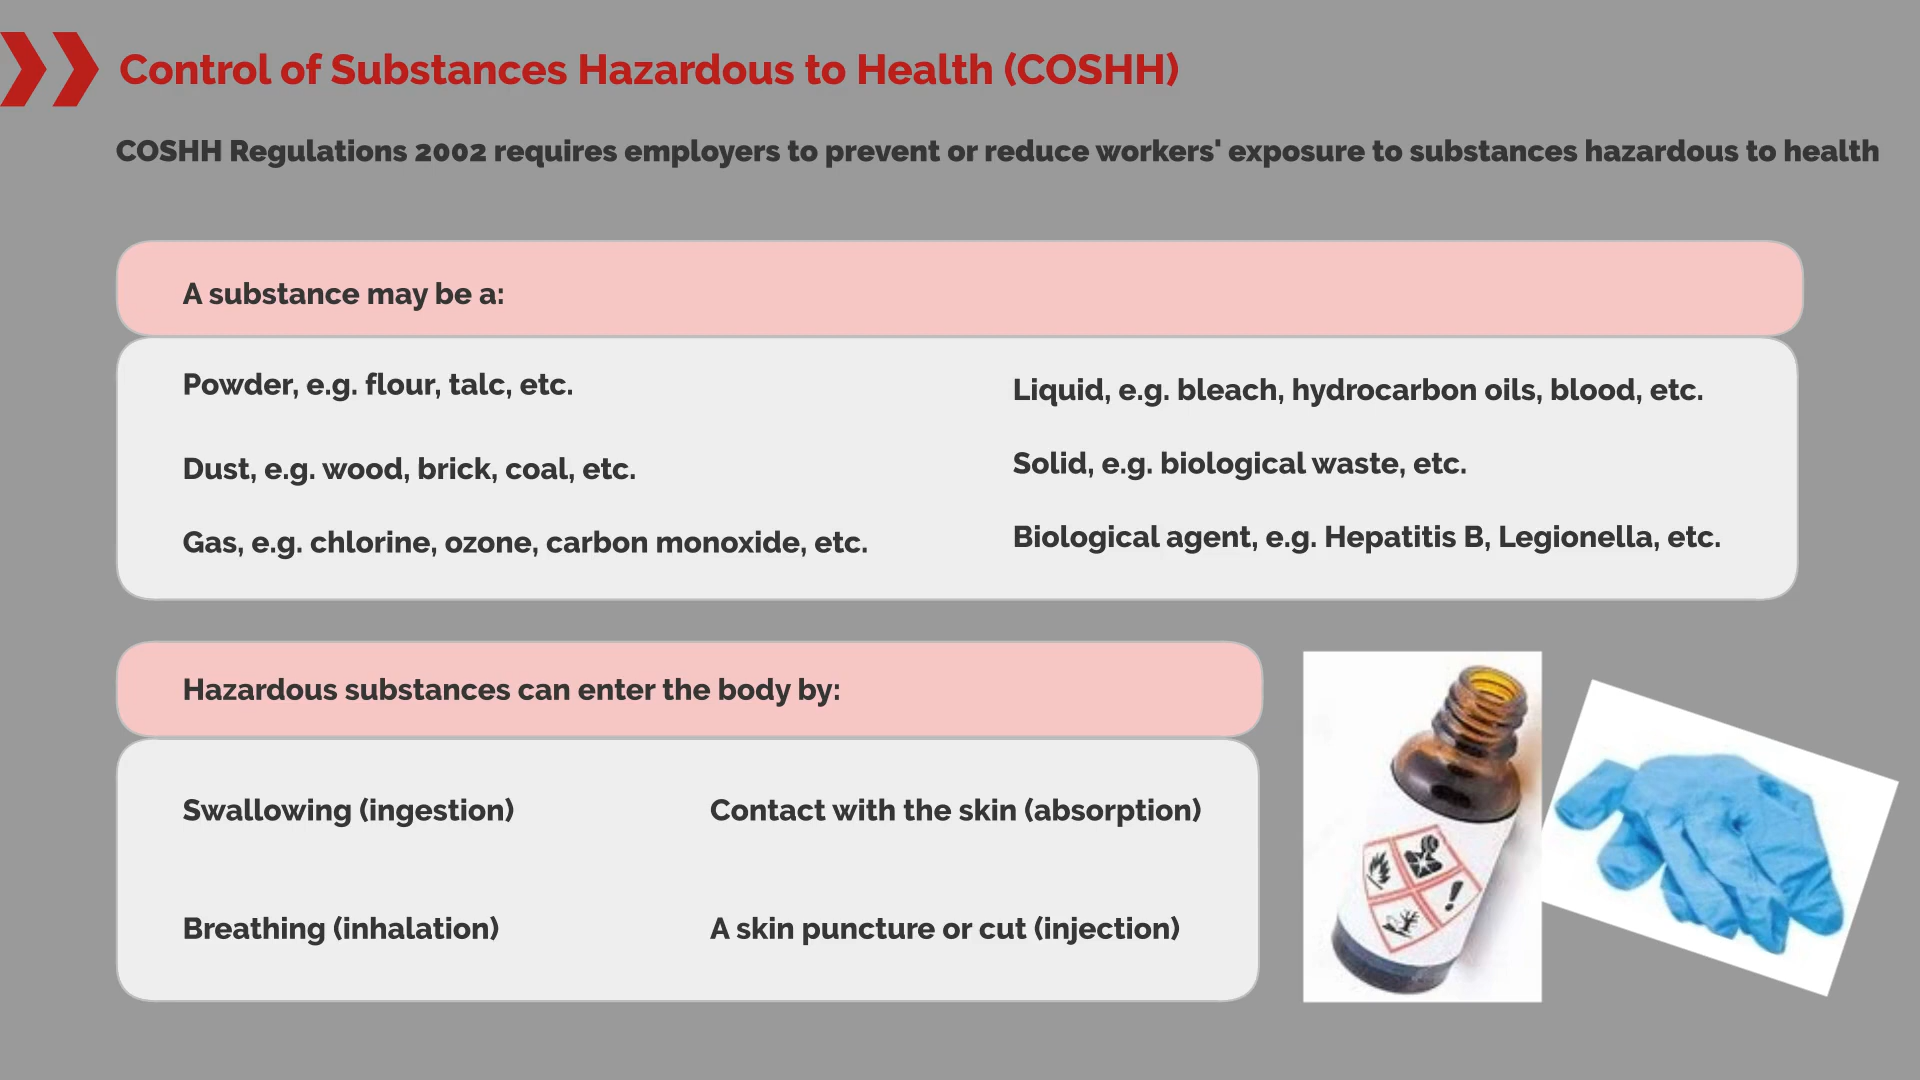 Control of Substances Hazardous to Health (COSHH)
COSHH Regulations 2002 requires employers to prevent or reduce workers' exposure to substances hazardous to health
A substance may be a:
Powder, e.g. flour, talc, etc.
Dust, e.g. wood, brick, coal, etc.
Gas, e.g. chlorine, ozone, carbon monoxide, etc.
Liquid, e.g. bleach, hydrocarbon oils, blood, etc.
Solid, e.g. biological waste, etc.
Biological agent, e.g. Hepatitis B, Legionella, etc.
Hazardous substances can enter the body by:
Swallowing (ingestion)
Breathing (inhalation)
Contact with the skin (absorption)
A skin puncture or cut (injection)